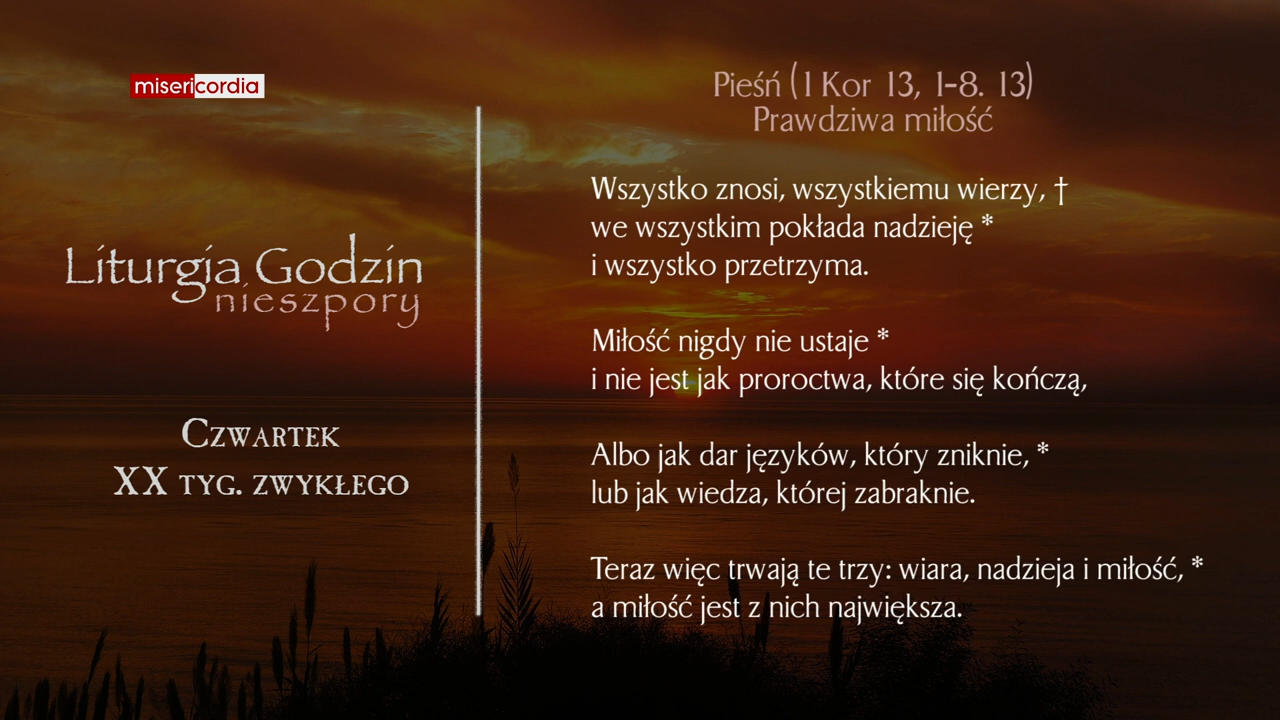 misericordia
Liturgia Godzin
nieszpory
Czwartek
XX tyg. zwykłego
Pieśń (1 Kor 13, 1-8. 13)
Prawdziwa miłość
Wszystko znosi, wszystkiemu wierzy, †
we wszystkim pokłada nadzieję *
i wszystko przetrzyma.
Miłość nigdy nie ustaje *
i nie jest jak proroctwa, które się kończą,
Albo jak dar języków, który zniknie, *
lub jak wiedza, której zabraknie.
Teraz więc trwają te trzy: wiara, nadzieja i miłość, *
a miłość jest z nich największa.